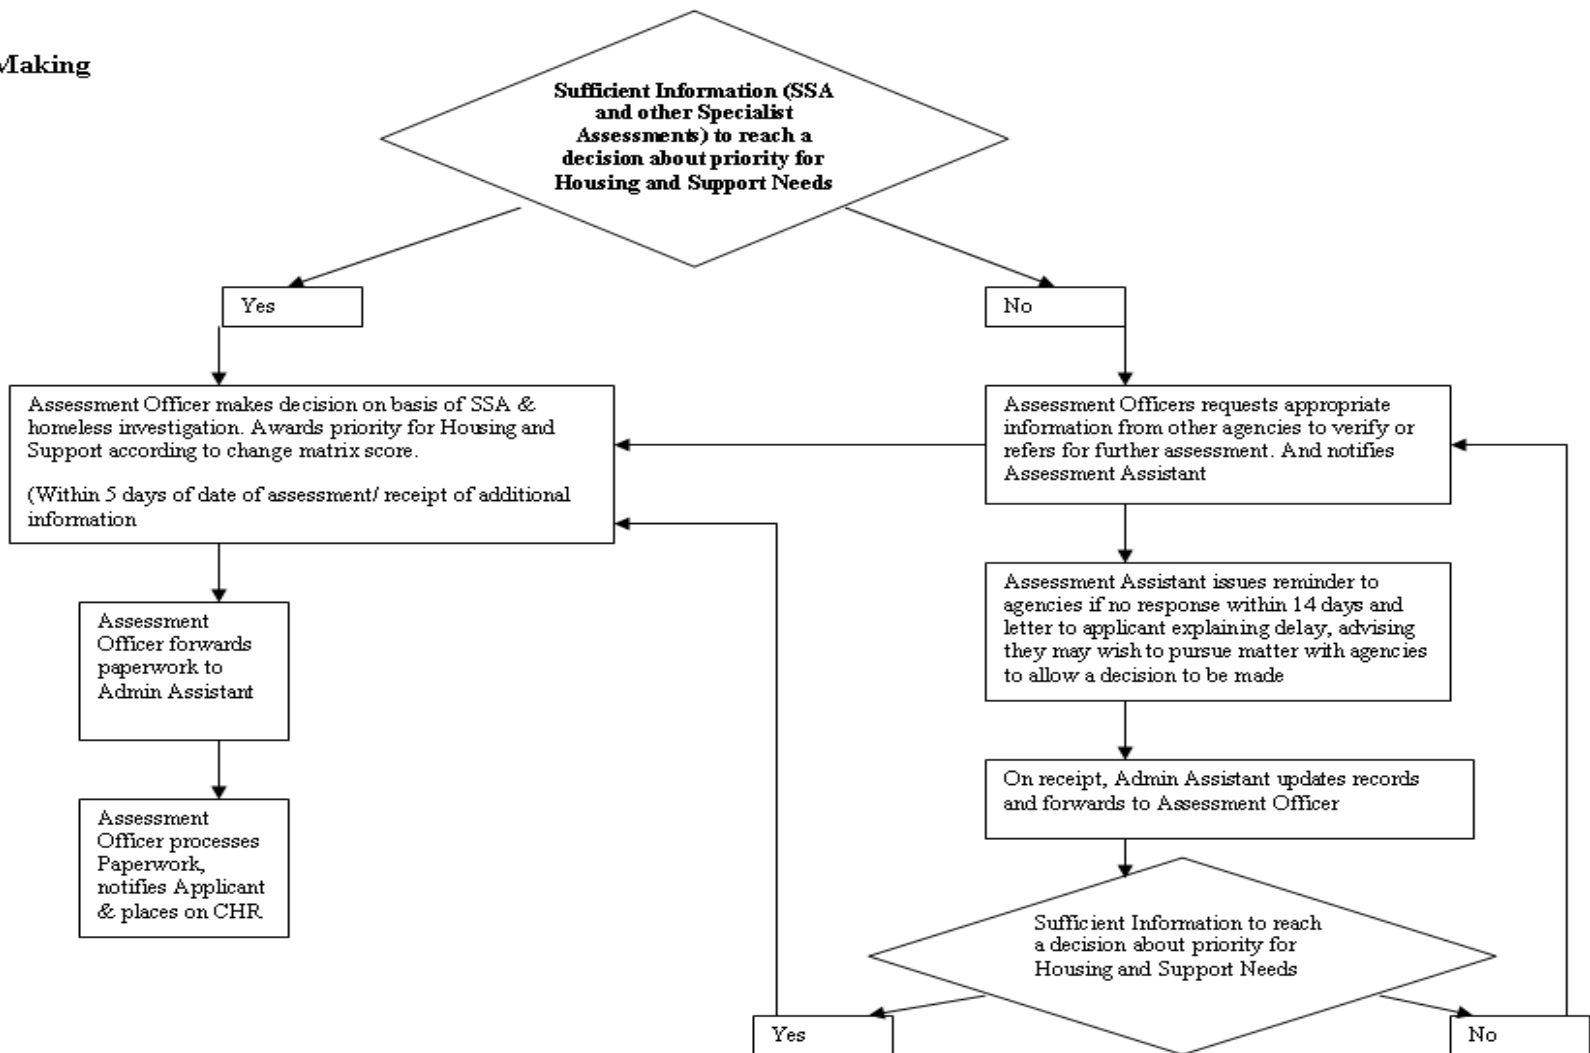 Making
Sufficient Information (SSA
and other Specialist
Assessments) to reach a
decision about priority for
Housing and Support Needs
Yes
No
Assessment Officer makes decision on basis of SSA &
homeless investigation. Awards priority for Housing and
Support according to change matrix score.
(Within 5 days of date of assessment/ receipt of additional
information
Assessment Officers requests appropriate
information from other agencies to verify or
refers for further assessment. And notifies
Assessment Assistant
Assessment
Officer forwards
paperwork to
Admin Assistant
Assessment Assistant issues reminder to
agencies if no response within 14 days and
letter to applicant explaining delay, advising
they may wish to pursue matter with agencies
to allow a decision to be made
Assessment
Officer processes
Paperwork,
notifies Applicant
& places on CHR.
On receipt, Admin Assistant updates records
and forwards to Assessment Officer
Sufficient Information to reach
a decision about priority for
Housing and Support Needs
Yes
No